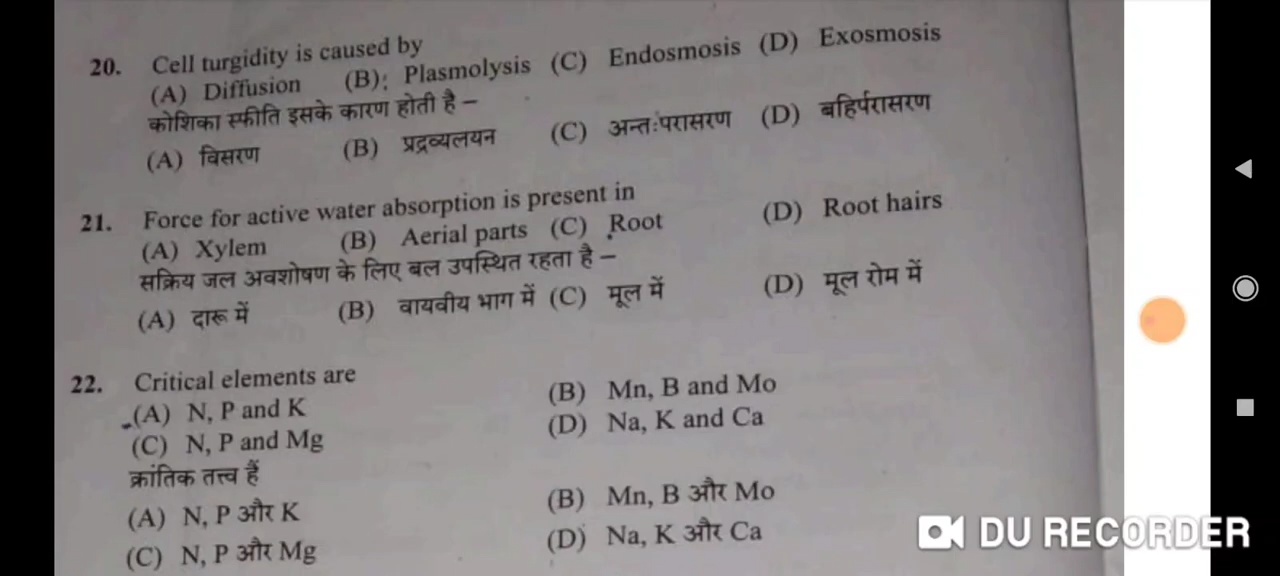 20. Cell turgidity is caused by
(A) Diffusion (B): Plasmolysis (C) Endosmosis (D) Exosmosis
कोशिका स्फीति इसके कारण होती है –
(A) विसरण (B) प्रद्रव्यलयन (C) अन्तःपरासरण (D) बहिर्परासरण
21. Force for active water absorption is present in
(A) Xylem (B) Aerial parts (C) Root (D) Root hairs
सक्रिय जल अवशोषण के लिए बल उपस्थित रहता है –
(A) दारू में (B) वायवीय भाग में (C) मूल में (D) मूल रोम में
22. Critical elements are
(A) N, P and K (B) Mn, B and Mo
(C) N, P and Mg (D) Na, K and Ca
क्रांतिक तत्त्व हैं
(A) N, P और K (B) Mn, B और Mo
(C) N, P और Mg (D) Na, K और Ca
DU RECORDER